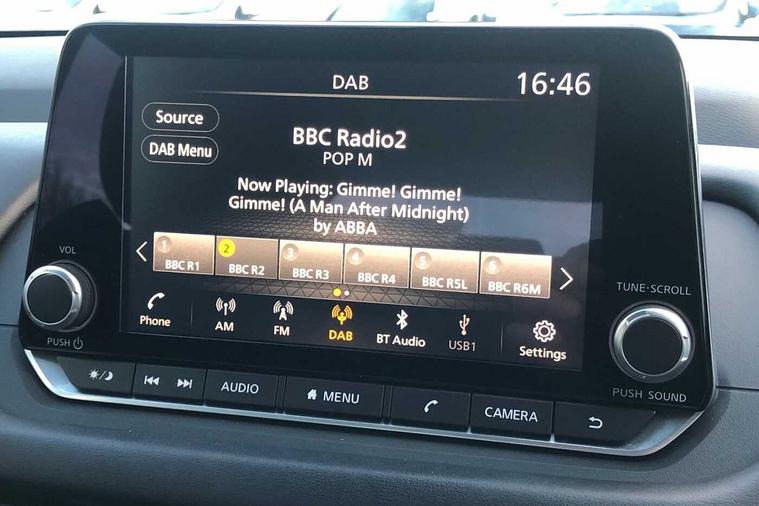 DAB
16:46
Source
DAB Menu
BBC Radio2
POP M
Now Playing: Gimme! Gimme!
Gimme! (A Man After Midnight)
by ABBA
1 BBC R1
2 BBC R2
3 BBC R3
4 BBC R4
5 BBC R5L
6 BBC R6M
Phone
AM
FM
DAB
BT Audio
USB1
Settings
VOL
PUSH
TUNE·SCROLL
PUSH SOUND
AUDIO
MENU
CAMERA